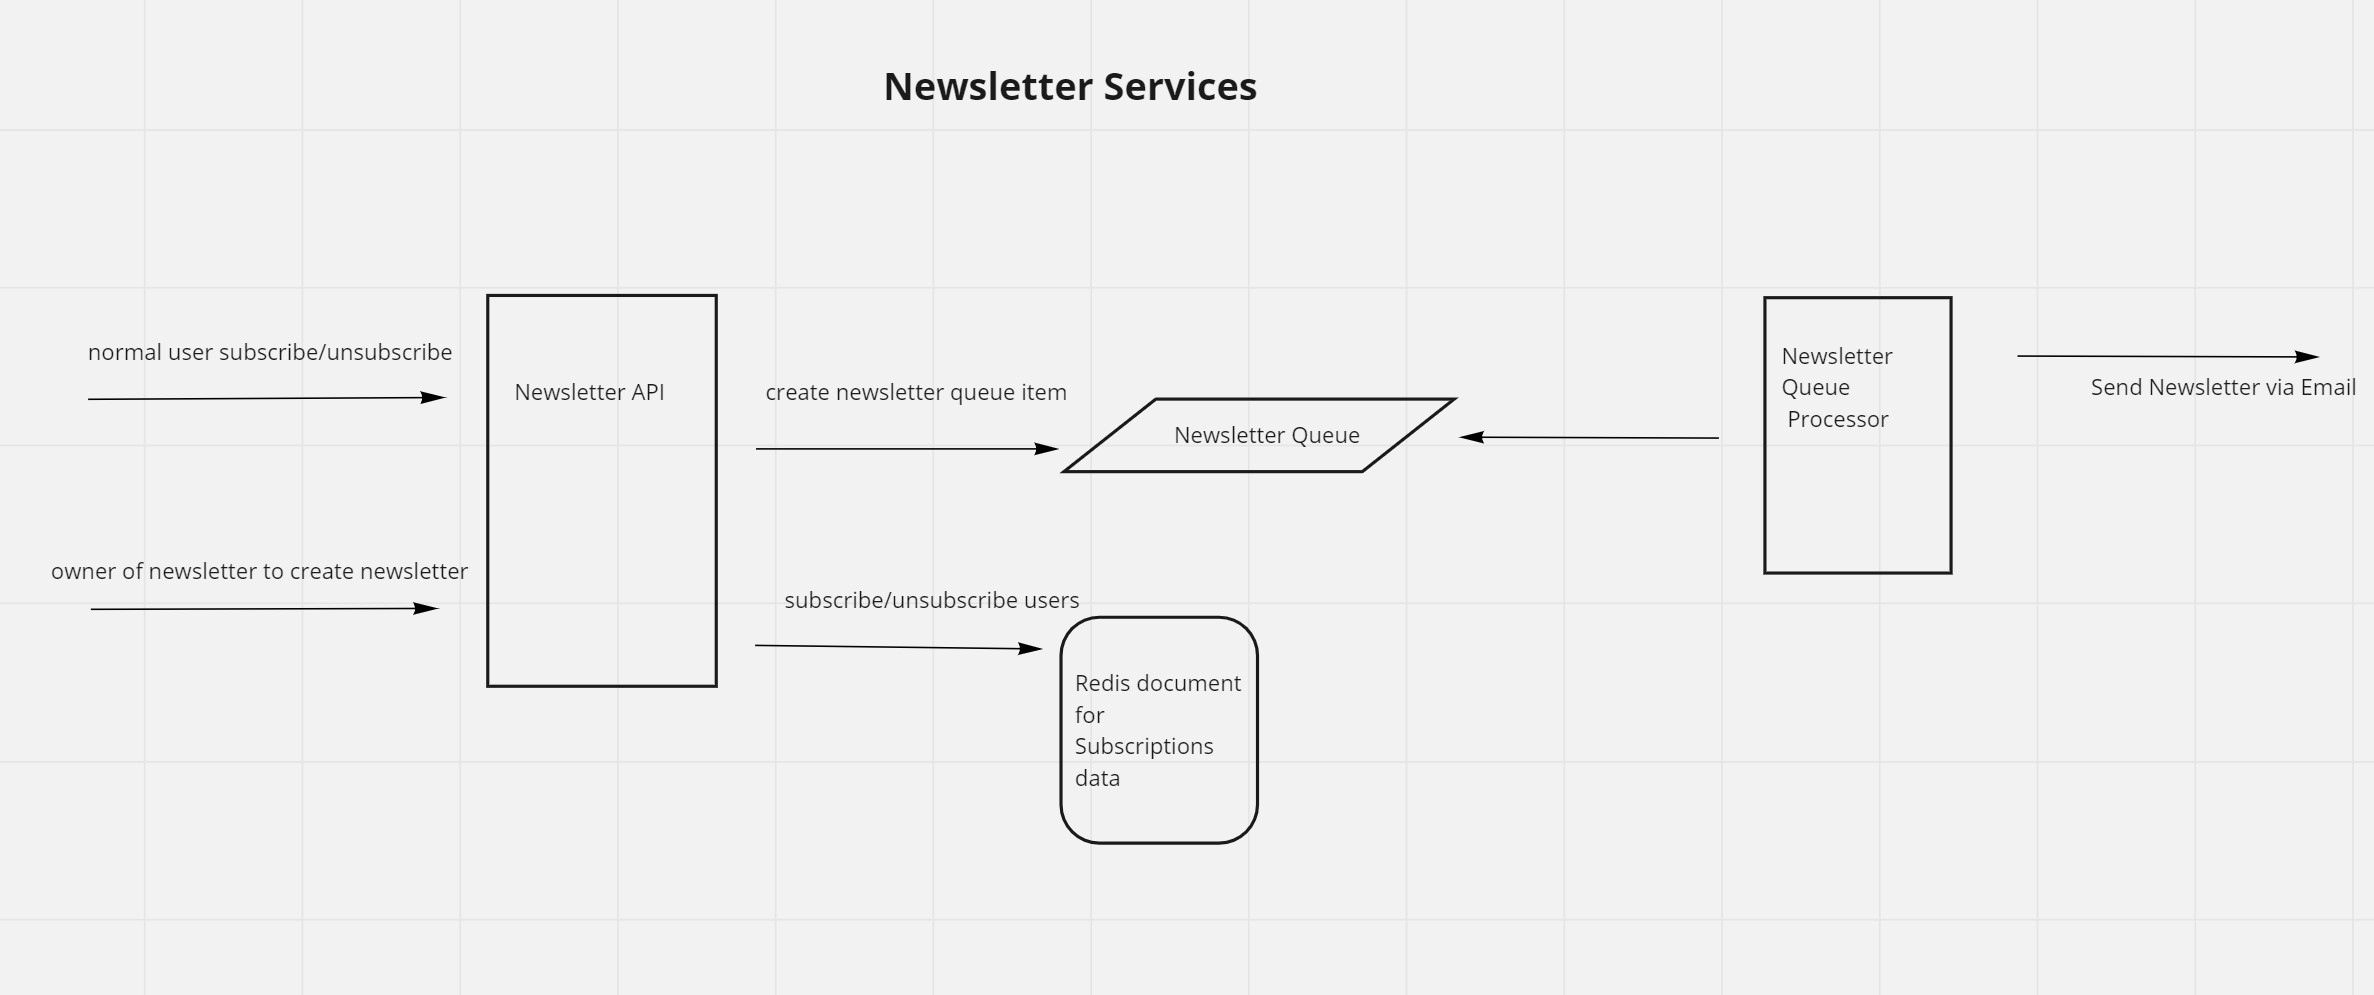 Newsletter Services
normal user subscribe/unsubscribe
Newsletter API
create newsletter queue item
Newsletter Queue
Newsletter
Queue
Processor
Send Newsletter via Email
owner of newsletter to create newsletter
subscribe/unsubscribe users
Redis document
for
Subscriptions
data